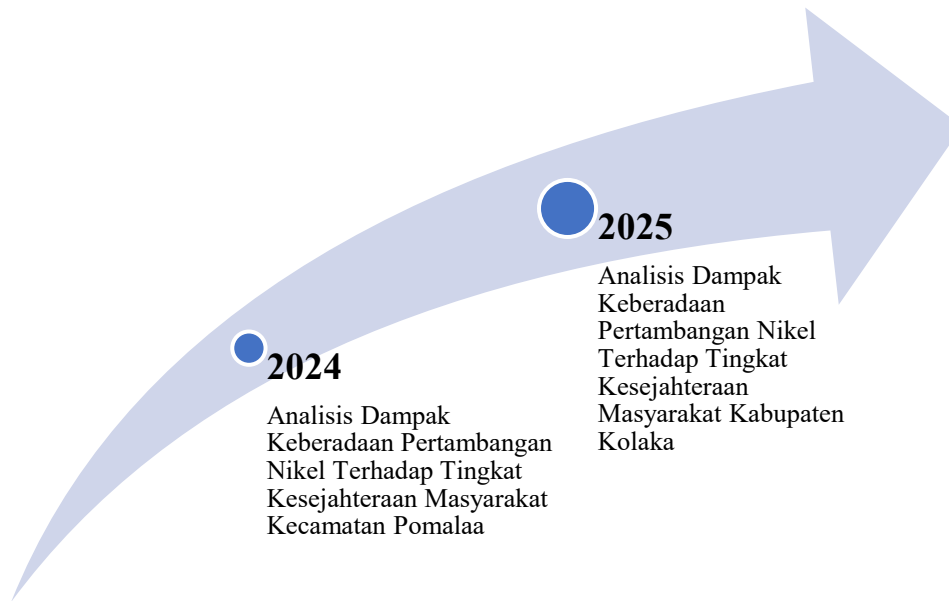 2024
Analisis Dampak
Keberadaan Pertambangan
Nikel Terhadap Tingkat
Kesejahteraan Masyarakat
Kecamatan Pomalaa
2025
Analisis Dampak
Keberadaan
Pertambangan Nikel
Terhadap Tingkat
Kesejahteraan
Masyarakat Kabupaten
Kolaka